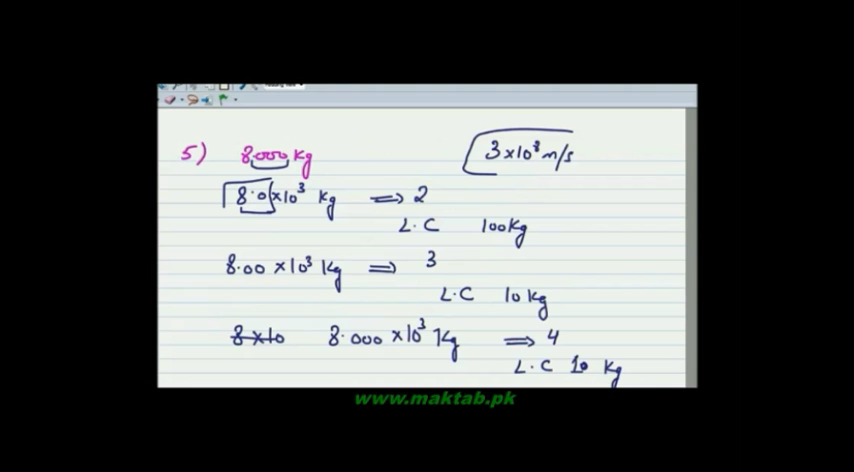 5) 8000 kg
3×10⁸ m/s
8.0×10³ kg ⟹ 2
L.C 100kg
8.00 ×10³ kg ⟹ 3
L.C 10 kg
8×10 8.000 ×10³ kg ⟹ 4
L.C 10 kg
www.maktab.pk